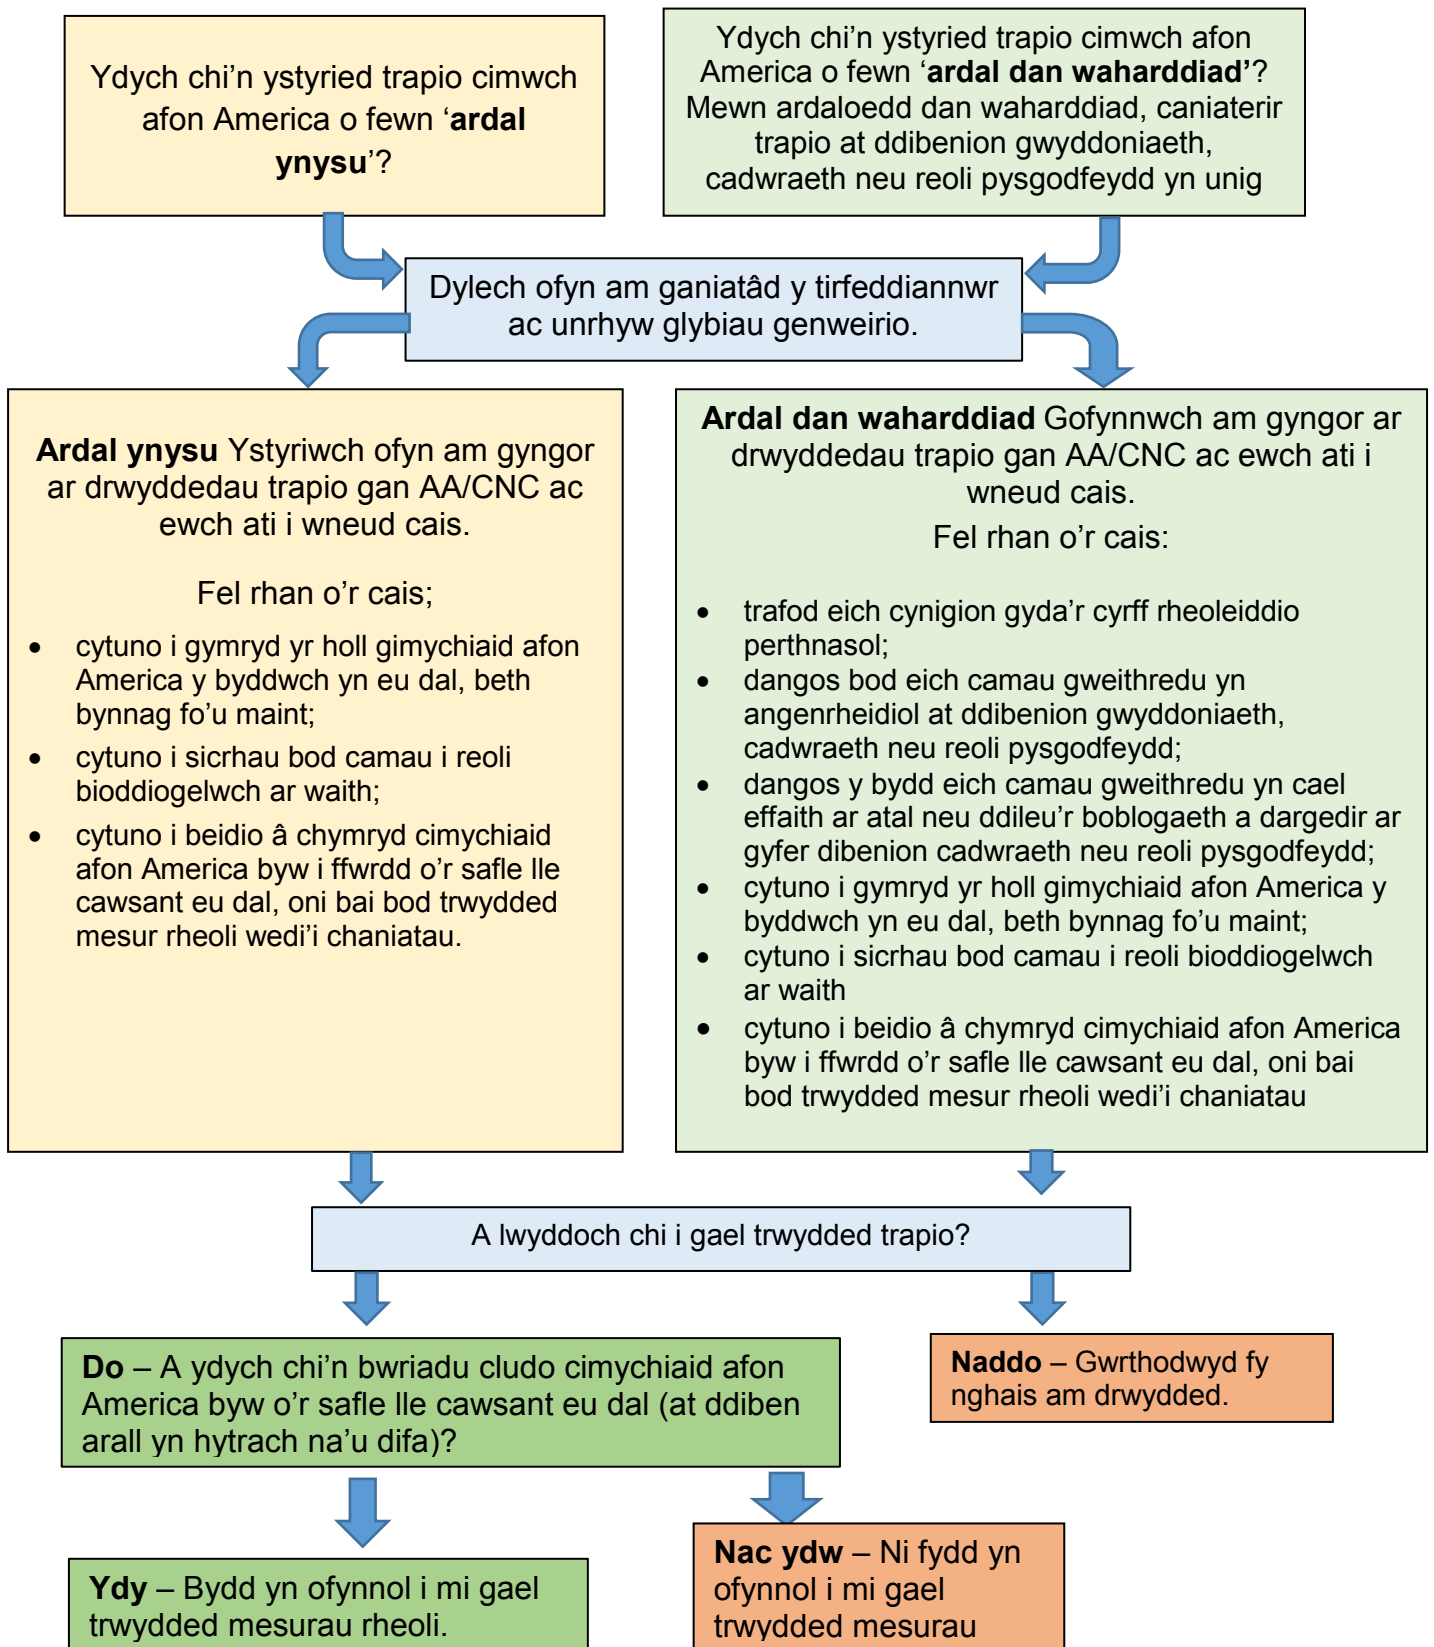 Ydych chi’n ystyried trapio cimwch
afon America o fewn ‘ardal
ynysu’?
Ydych chi’n ystyried trapio cimwch afon
America o fewn ‘ardal dan waharddiad’?
Mewn ardaloedd dan waharddiad, caniaterir
trapio at ddibenion gwyddoniaeth,
cadwraeth neu reoli pysgodfeydd yn unig
Dylech ofyn am ganiatâd y tirfeddiannwr
ac unrhyw glybiau genweirio.
Ardal ynysu Ystyriwch ofyn am gyngor
ar drwyddedau trapio gan AA/CNC ac
ewch ati i wneud cais.
Fel rhan o’r cais;
• cytuno i gymryd yr holl gimychiaid afon
America y byddwch yn eu dal, beth
bynnag fo’u maint;
• cytuno i sicrhau bod camau i reoli
bioddiogelwch ar waith;
• cytuno i beidio â chymryd cimychiaid
afon America byw i ffwrdd o’r safle lle
cawsant eu dal, oni bai bod trwydded
mesur rheoli wedi’i chaniatau.
Ardal dan waharddiad Gofynnwch am gyngor ar
drwyddedau trapio gan AA/CNC ac ewch ati i
wneud cais.
Fel rhan o’r cais:
• trafod eich cynigion gyda’r cyrff rheoleiddio
perthnasol;
• dangos bod eich camau gweithredu yn
angenrheidiol at ddibenion gwyddoniaeth,
cadwraeth neu reoli pysgodfeydd;
• dangos y bydd eich camau gweithredu yn cael
effaith ar atal neu ddileu’r boblogaeth a dargedir ar
gyfer dibenion cadwraeth neu reoli pysgodfeydd;
• cytuno i gymryd yr holl gimychiaid afon America y
byddwch yn eu dal, beth bynnag fo’u maint;
• cytuno i sicrhau bod camau i reoli bioddiogelwch
ar waith
• cytuno i beidio â chymryd cimychiaid afon America
byw i ffwrdd o’r safle lle cawsant eu dal, oni bai
bod trwydded mesur rheoli wedi’i chaniatau
A lwyddoch chi i gael trwydded trapio?
Do – A ydych chi’n bwriadu cludo cimychiaid afon
America byw o’r safle lle cawsant eu dal (at ddiben
arall yn hytrach na’u difa)?
Naddo – Gwrthodwyd fy
nghais am drwydded.
Ydy – Bydd yn ofynnol i mi gael
trwydded mesurau rheoli.
Nac ydw – Ni fydd yn
ofynnol i mi gael
trwydded mesurau